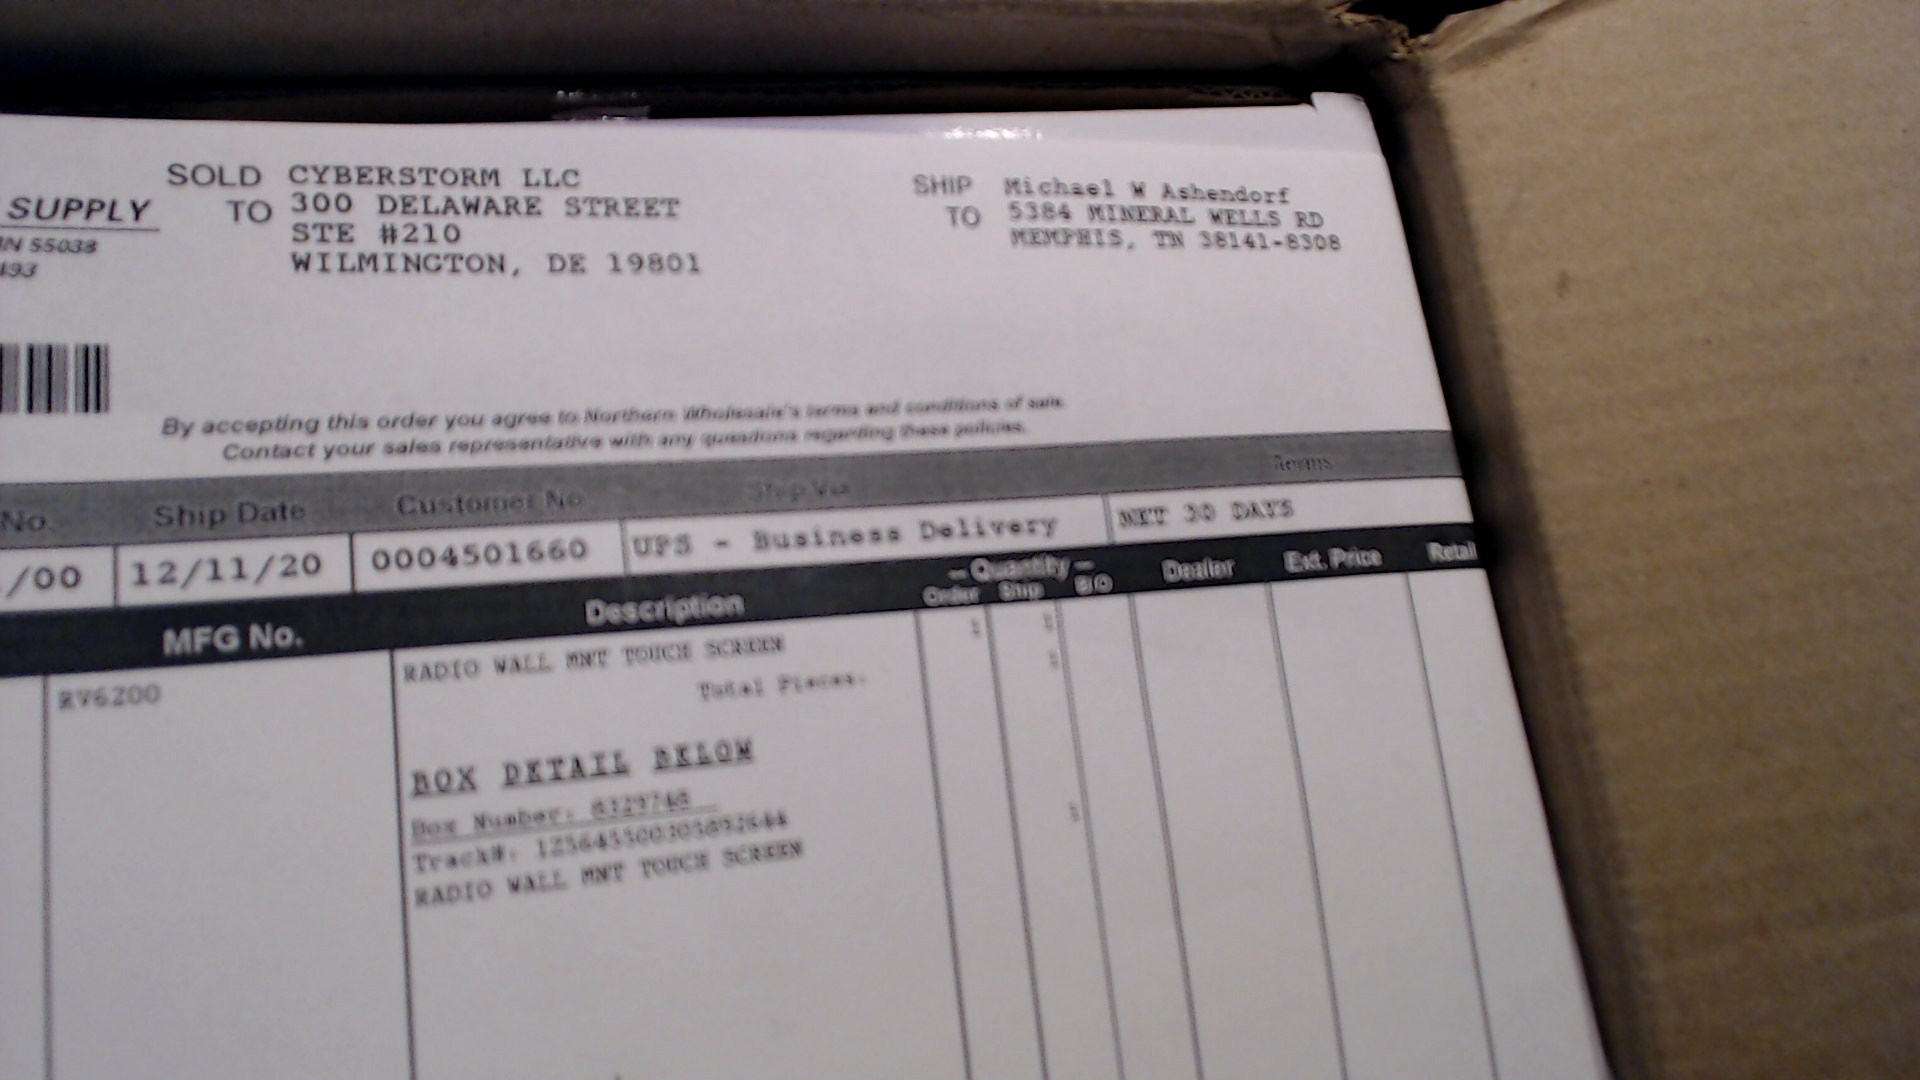 SUPPLY
IN 55038
493
SOLD TO
CYBERSTORM LLC
300 DELAWARE STREET
STE #210
WILMINGTON, DE 19801
SHIP TO
Michael W Ashendorf
5384 MINERAL WELLS RD
MEMPHIS, TN 38141-8308
By accepting this order you agree to Northern Wholesale's terms and conditions of sale.
Contact your sales representative with any questions regarding these policies.
No. Ship Date Customer No Ship Via Terms
/00 12/11/20 0004501660 UPS - Business Delivery NET 30 DAYS
MFG No. Description - Quantity - Dealer Ext. Price Retail
Order Ship B/O
RV6200 RADIO WALL MNT TOUCH SCREEN 1 1
Total Pieces: 1
BOX DETAIL BELOW
Box Number:
Track#:
RADIO WALL MNT TOUCH SCREEN 1